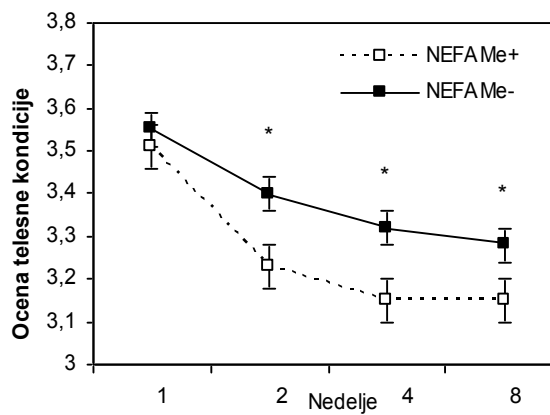 3,8
3,7
3,6
3,5
3,4
3,3
3,2
3,1
3
Ocena telesne kondicije
NEFAMe+
NEFAMe-
*
*
*
1 2 4 8
Nedelje